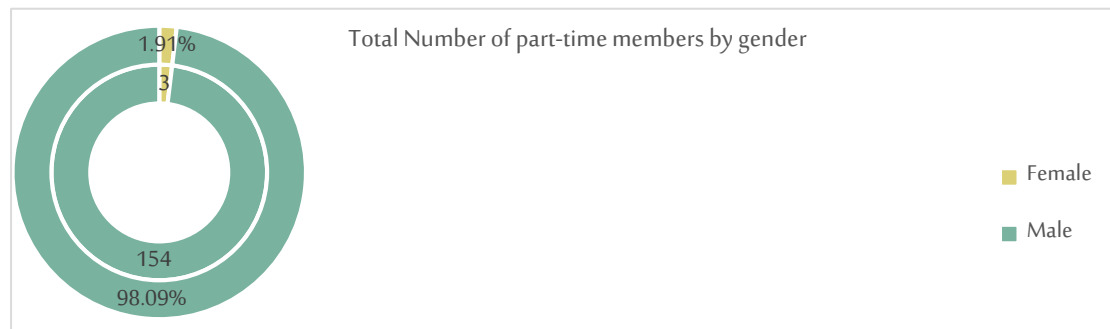 Total Number of part-time members by gender
1.91%
3
154
98.09%
Female
Male